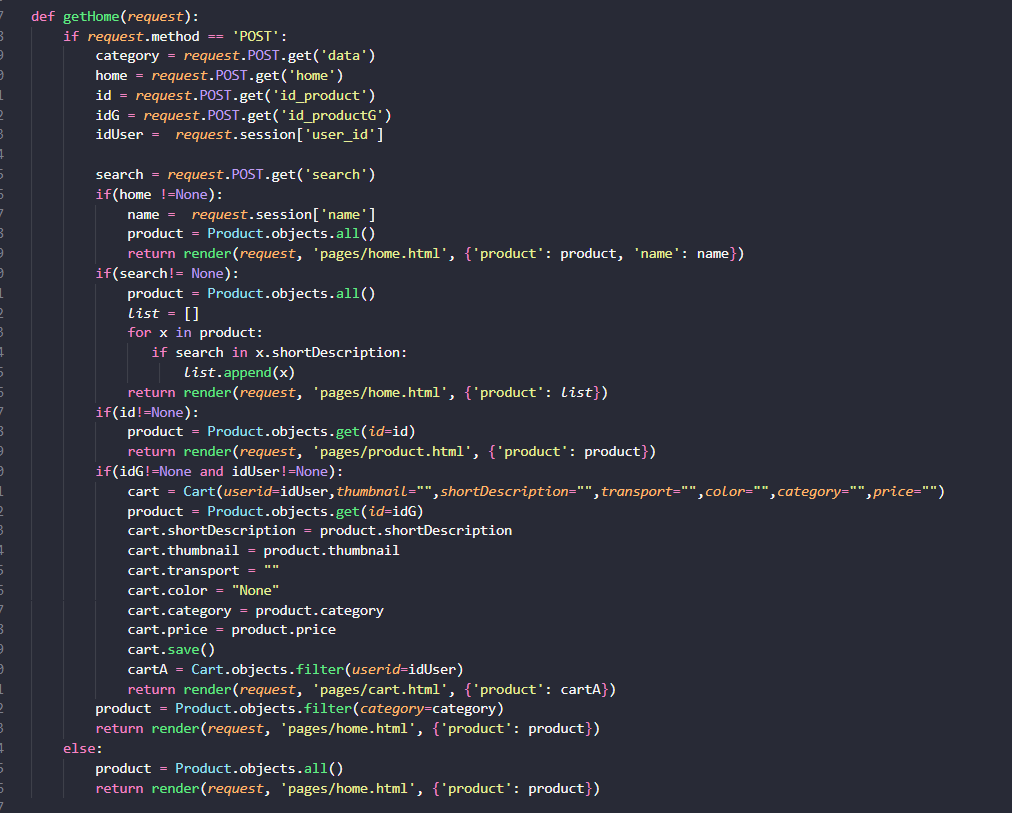 def getHome(request):
    if request.method == 'POST':
        category = request.POST.get('data')
        home = request.POST.get('home')
        id = request.POST.get('id_product')
        idG = request.POST.get('id_productG')
        idUser =  request.session['user_id']
        search = request.POST.get('search')
        if(home !=None):
            name =  request.session['name']
            product = Product.objects.all()
            return render(request, 'pages/home.html', {'product': product, 'name': name})
        if(search!= None):
            product = Product.objects.all()
            list = []
            for x in product:
               if search in x.shortDescription:
                   list.append(x)
            return render(request, 'pages/home.html', {'product': list})
        if(id!=None):
            product = Product.objects.get(id=id)
            return render(request, 'pages/product.html', {'product': product})
        if(idG!=None and idUser!=None):
            cart = Cart(userid=idUser,thumbnail="",shortDescription="",transport="",color="",category="",price="")
            product = Product.objects.get(id=idG)
            cart.shortDescription = product.shortDescription
            cart.thumbnail = product.thumbnail
            cart.transport = ""
            cart.color = "None"
            cart.category = product.category
            cart.price = product.price
            cart.save()
            cartA = Cart.objects.filter(userid=idUser)
            return render(request, 'pages/cart.html', {'product': cartA})
        product = Product.objects.filter(category=category)
        return render(request, 'pages/home.html', {'product': product})
    else:
        product = Product.objects.all()
        return render(request, 'pages/home.html', {'product': product})